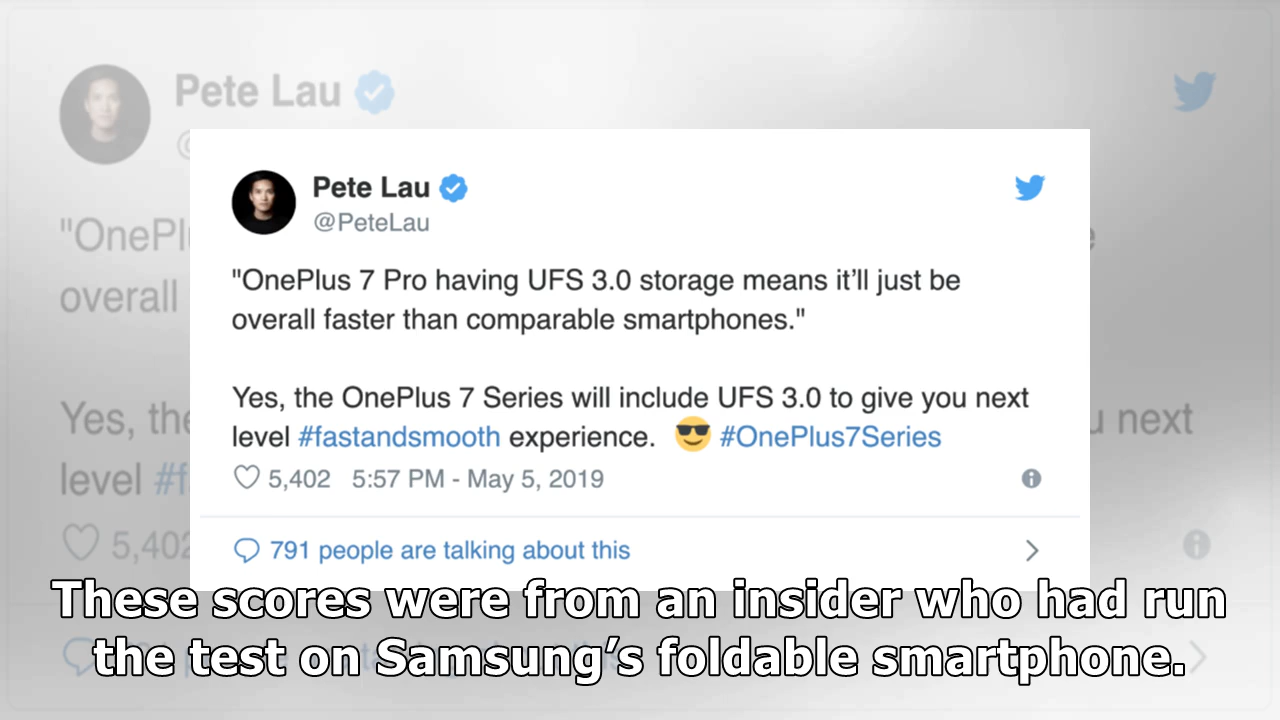 Pete Lau
@PeteLau
"OnePlus 7 Pro having UFS 3.0 storage means it’ll just be
overall faster than comparable smartphones."
Yes, the OnePlus 7 Series will include UFS 3.0 to give you next
level #fastandsmooth experience. 😎 #OnePlus7Series
5,402 5:57 PM - May 5, 2019
791 people are talking about this
These scores were from an insider who had run
the test on Samsung’s foldable smartphone.